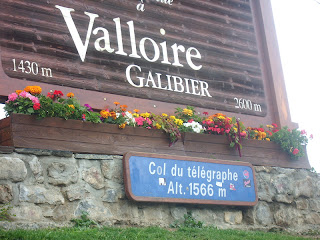 à
Valloire
GALIBIER
1430 m
2600 m
Col du télégraphe
Alt. 1566 m